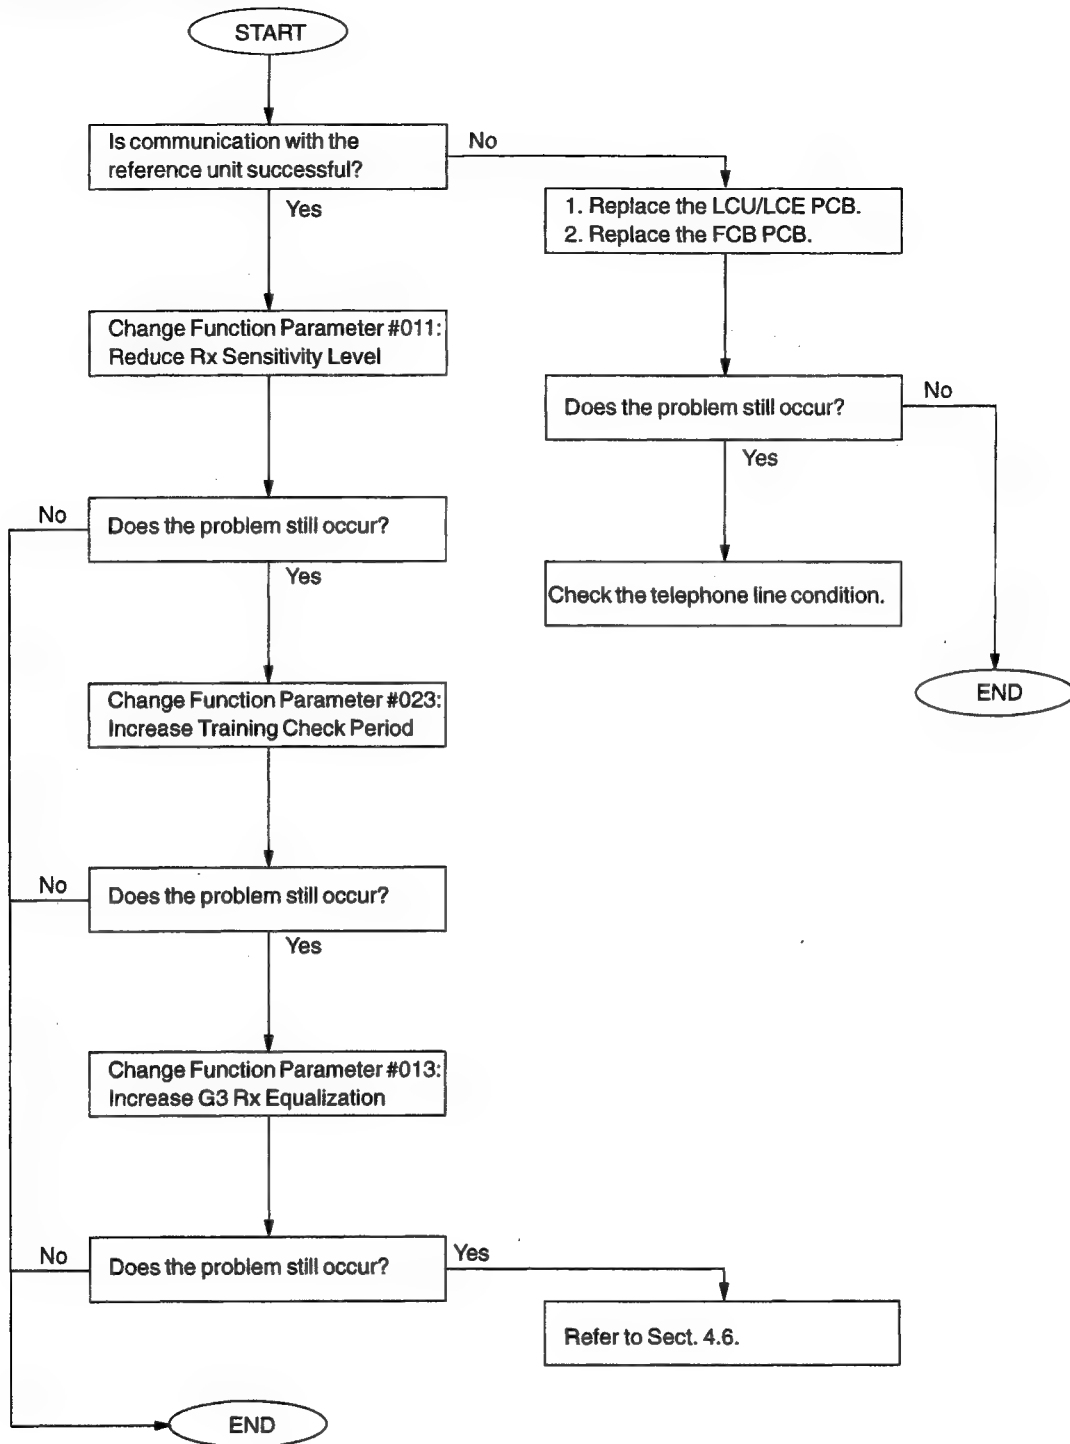 START
Is communication with the
reference unit successful?
No
Yes
1. Replace the LCU/LCE PCB.
2. Replace the FCB PCB.
Change Function Parameter #011:
Reduce Rx Sensitivity Level
Does the problem still occur?
No
Yes
No
Does the problem still occur?
Yes
Check the telephone line condition.
END
Change Function Parameter #023:
Increase Training Check Period
No
Does the problem still occur?
Yes
Change Function Parameter #013:
Increase G3 Rx Equalization
No
Does the problem still occur?
Yes
Refer to Sect. 4.6.
END